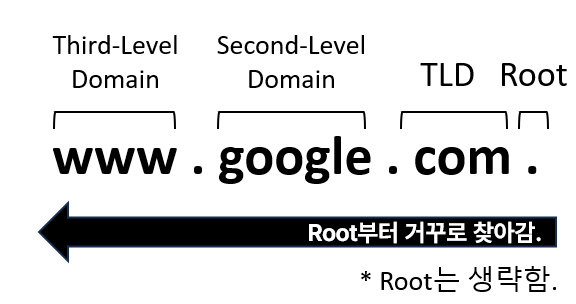 Third-Level
Domain
Second-Level
Domain
TLD
Root
www . google . com .
Root부터 거꾸로 찾아감.
* Root는 생략함.